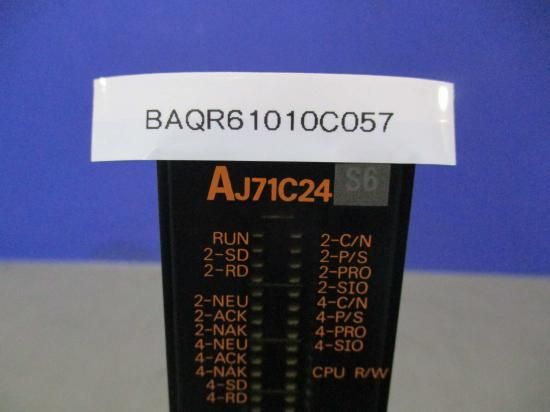 BAQR61010C057
AJ71C24 S6
RUN
2-SD
2-RD
2-NEU
2-ACK
2-NAK
4-NEU
4-ACK
4-NAK
4-SD
4-RD
2-C/N
2-P/S
2-PRO
2-SIO
4-C/N
4-P/S
4-PRO
4-SIO
CPU R/W